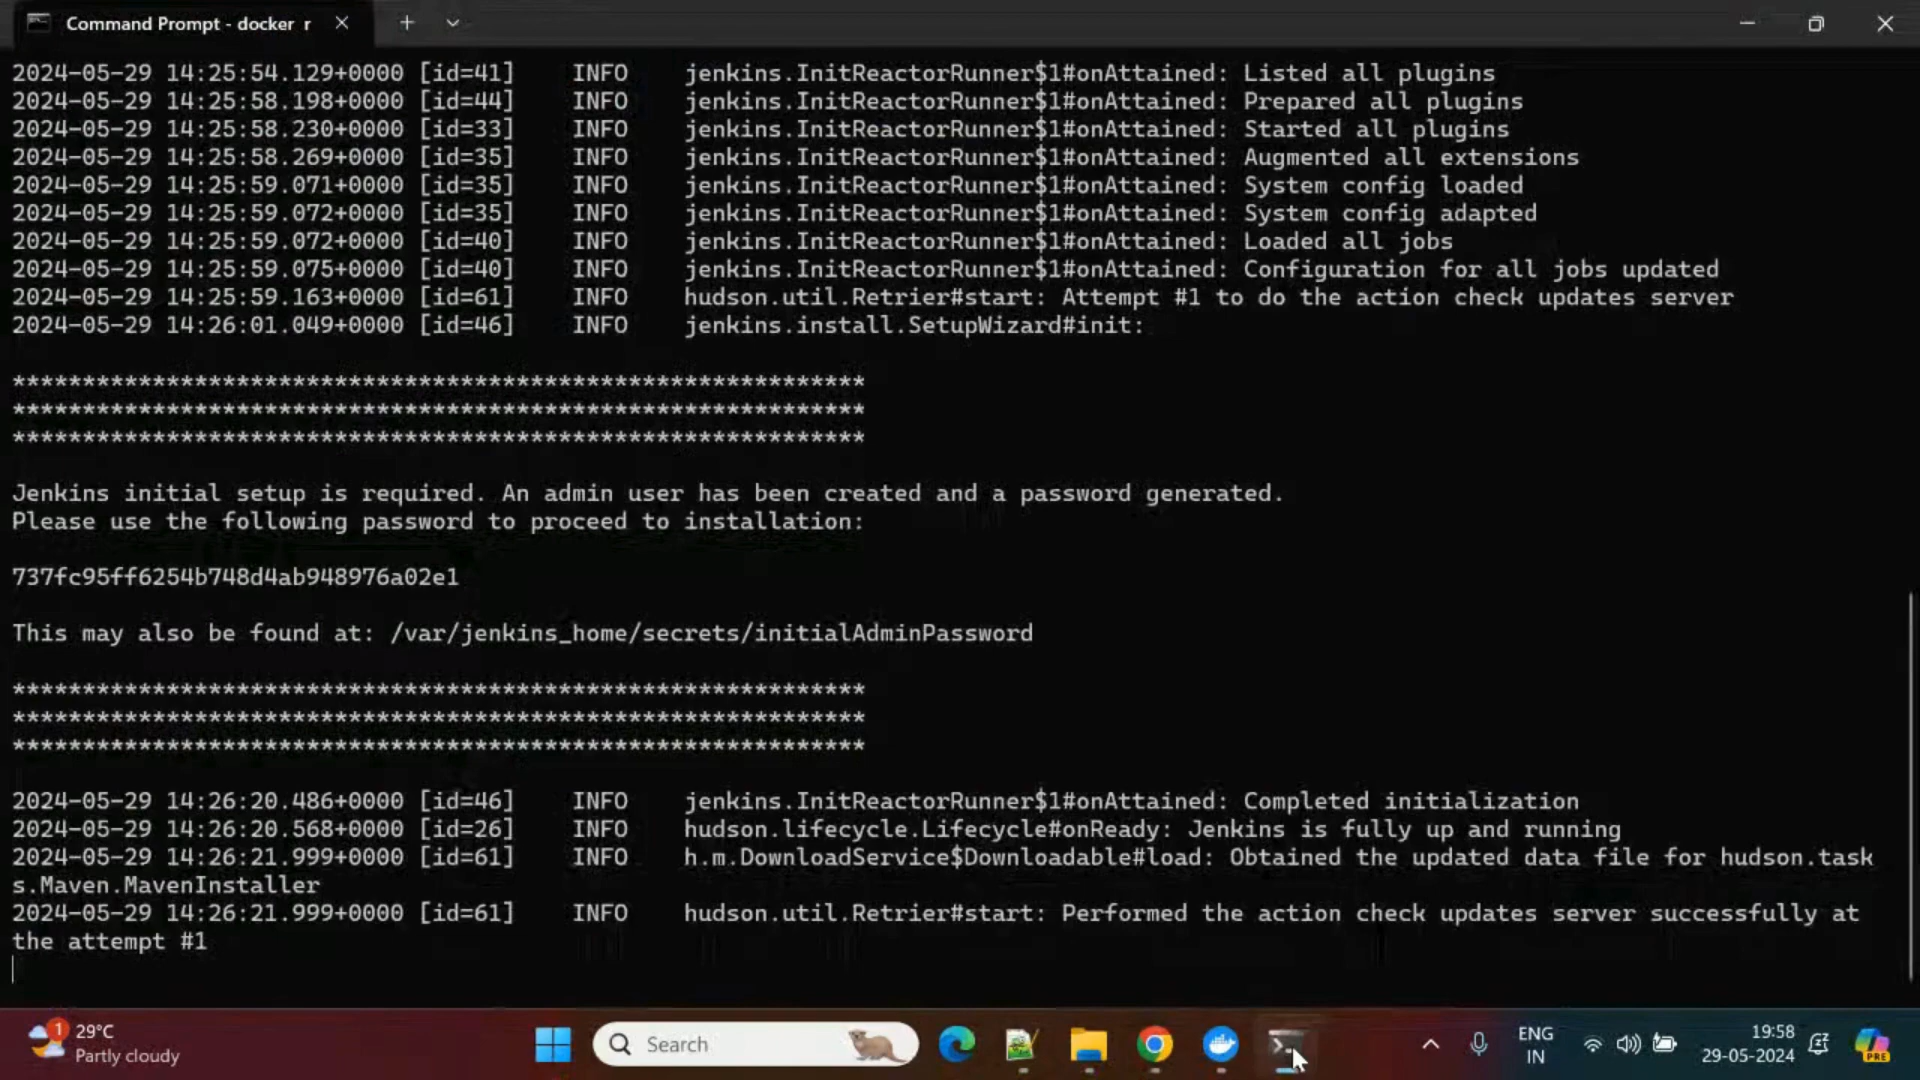 Command Prompt - docker r
2024-05-29 14:25:54.129+0000 [id=41] INFO jenkins.InitReactorRunner$1#onAttained: Listed all plugins
2024-05-29 14:25:58.198+0000 [id=44] INFO jenkins.InitReactorRunner$1#onAttained: Prepared all plugins
2024-05-29 14:25:58.230+0000 [id=33] INFO jenkins.InitReactorRunner$1#onAttained: Started all plugins
2024-05-29 14:25:58.269+0000 [id=35] INFO jenkins.InitReactorRunner$1#onAttained: Augmented all extensions
2024-05-29 14:25:59.071+0000 [id=35] INFO jenkins.InitReactorRunner$1#onAttained: System config loaded
2024-05-29 14:25:59.072+0000 [id=35] INFO jenkins.InitReactorRunner$1#onAttained: System config adapted
2024-05-29 14:25:59.072+0000 [id=40] INFO jenkins.InitReactorRunner$1#onAttained: Loaded all jobs
2024-05-29 14:25:59.075+0000 [id=40] INFO jenkins.InitReactorRunner$1#onAttained: Configuration for all jobs updated
2024-05-29 14:25:59.163+0000 [id=61] INFO hudson.util.Retrier#start: Attempt #1 to do the action check updates server
2024-05-29 14:26:01.049+0000 [id=46] INFO jenkins.install.SetupWizard#init:
*************************************************************
*************************************************************
*************************************************************
Jenkins initial setup is required. An admin user has been created and a password generated.
Please use the following password to proceed to installation:
737fc95ff6254b748d4ab948976a02e1
This may also be found at: /var/jenkins_home/secrets/initialAdminPassword
*************************************************************
*************************************************************
*************************************************************
2024-05-29 14:26:20.486+0000 [id=46] INFO jenkins.InitReactorRunner$1#onAttained: Completed initialization
2024-05-29 14:26:20.568+0000 [id=26] INFO hudson.lifecycle.Lifecycle#onReady: Jenkins is fully up and running
2024-05-29 14:26:21.999+0000 [id=61] INFO h.m.DownloadService$Downloadable#load: Obtained the updated data file for hudson.task
s.Maven.MavenInstaller
2024-05-29 14:26:21.999+0000 [id=61] INFO hudson.util.Retrier#start: Performed the action check updates server successfully at
the attempt #1
1
29°C
Partly cloudy
Search
ENG
IN
19:58
29-05-2024
PRE